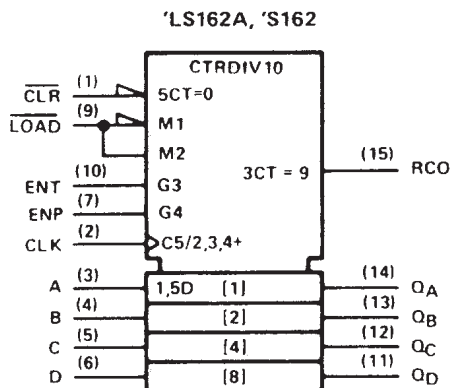 'LS162A, 'S162
CTRDIV10
CLR (1) 5CT=0
LOAD (9) M1
M2
(15) RCO
ENT (10) G3 3CT = 9
ENP (7) G4
CLK (2) C5/2,3,4+
A (3) 1,5D [1] (14) QA
B (4) [2] (13) QB
C (5) [4] (12) QC
D (6) [8] (11) QD